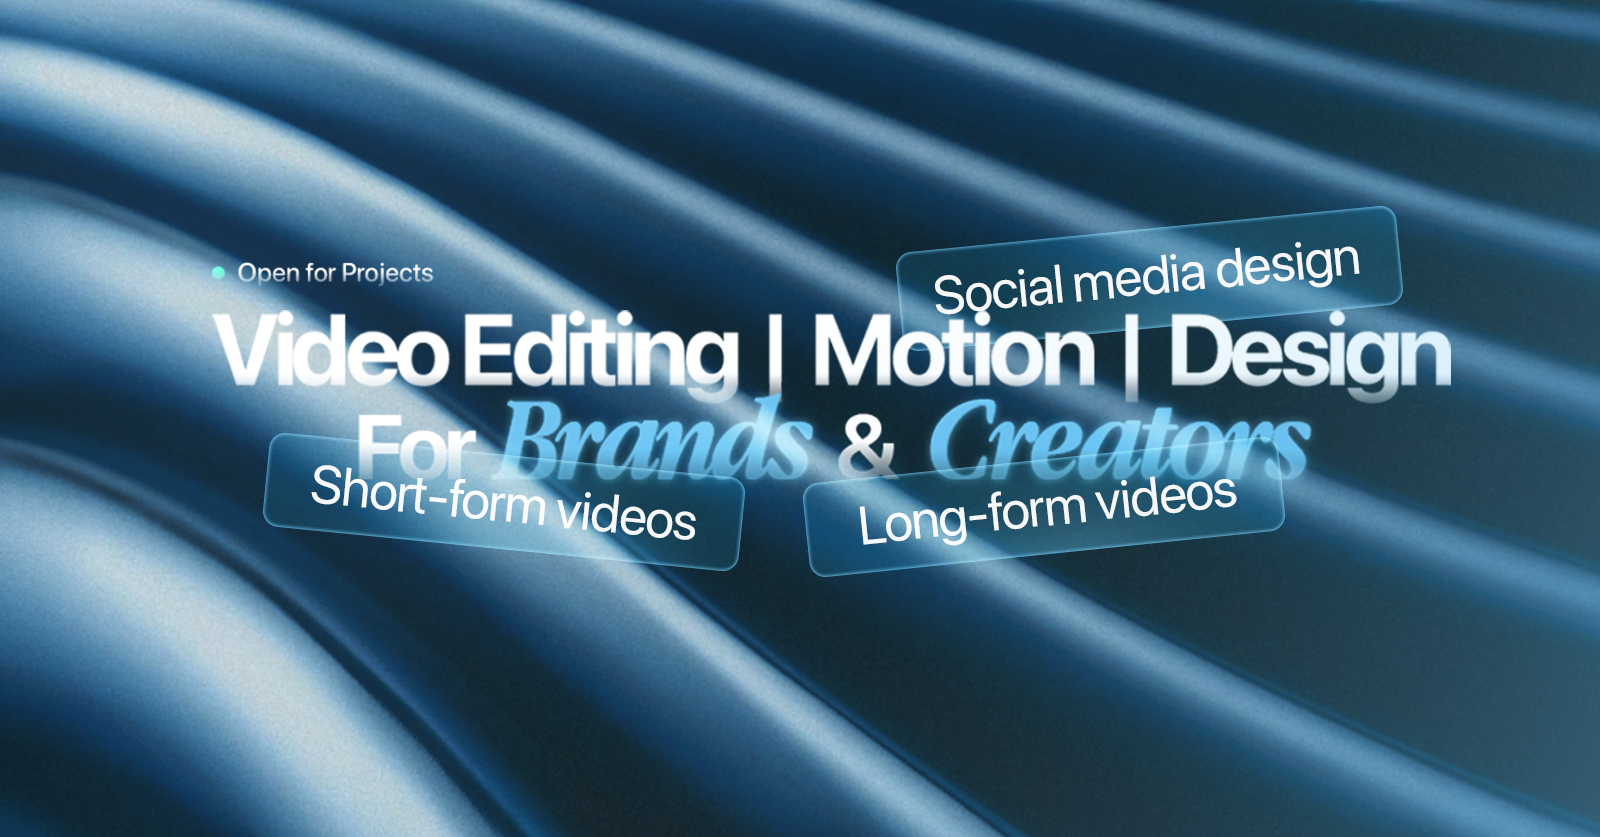 Open for Projects
Social media design
Video Editing | Motion | Design
For Brands & Creators
Short-form videos
Long-form videos